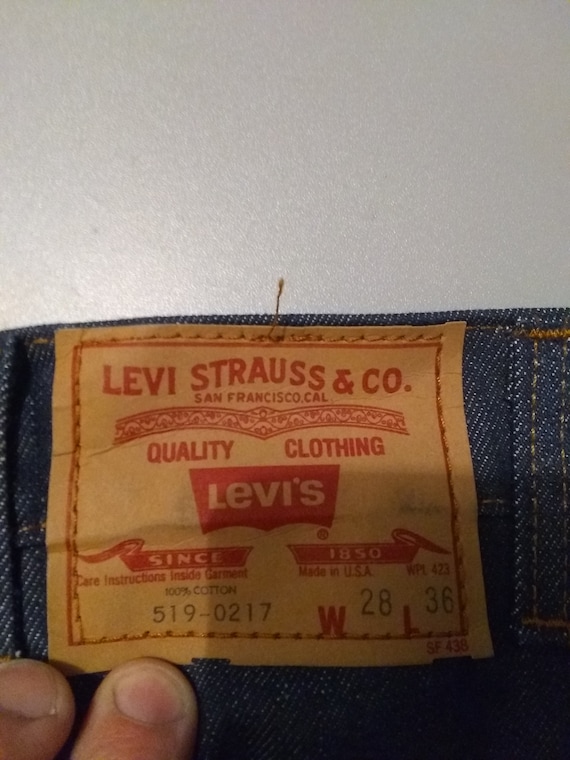 LEVI STRAUSS & CO.
SAN FRANCISCO, CAL.
QUALITY CLOTHING
LEVI'S
®
SINCE 1850
Care Instructions Inside Garment Made in U.S.A. WPL 423
100% COTTON
519-0217 W 28 L 36
SF 438